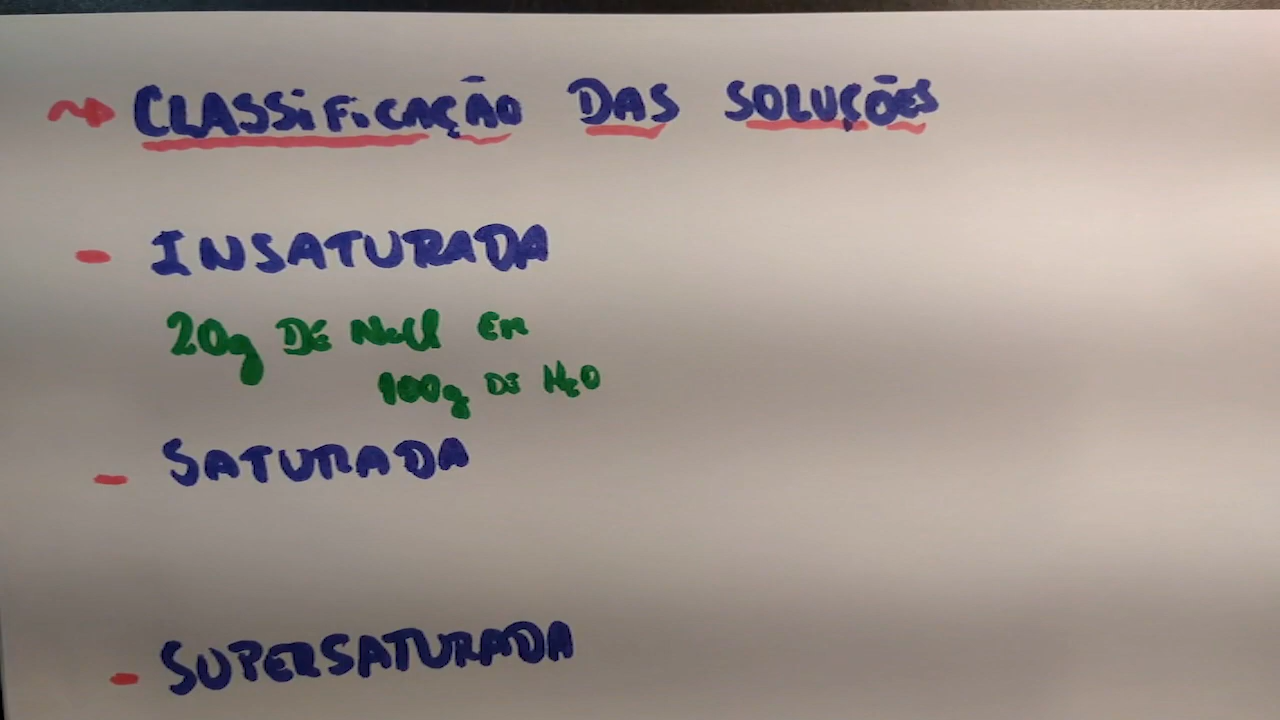 CLASSiFiCAÇÃO DAS SOLUÇÕES
- INSATURADA
20g DE NaCl EM
100g DE H2O
- SATURADA
- SUPERSATURADA